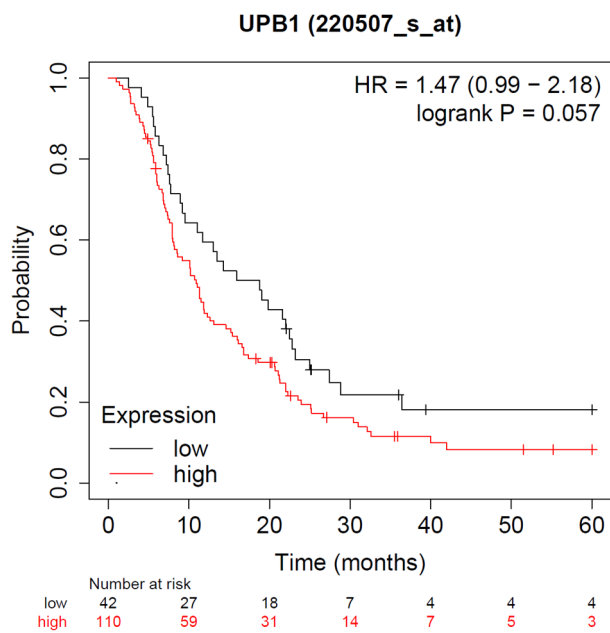 UPB1 (220507_s_at)
HR = 1.47 (0.99 − 2.18)
logrank P = 0.057
Probability
1.0
0.8
0.6
0.4
0.2
0.0
Expression
low
high
0 10 20 30 40 50 60
Time (months)
Number at risk
low 42 27 18 7 4 4 4
high 110 59 31 14 7 5 3